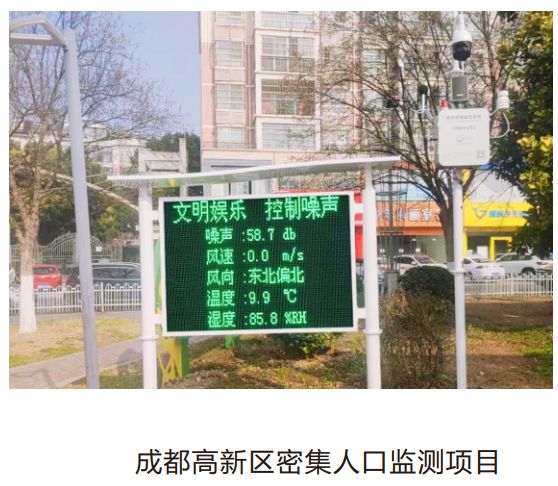 文明娱乐 控制噪声
噪声:58.7 db
风速:0.0 m/s
风向:东北偏北
温度:9.9 ℃
湿度:85.8 %RH
成都高新区密集人口监测项目